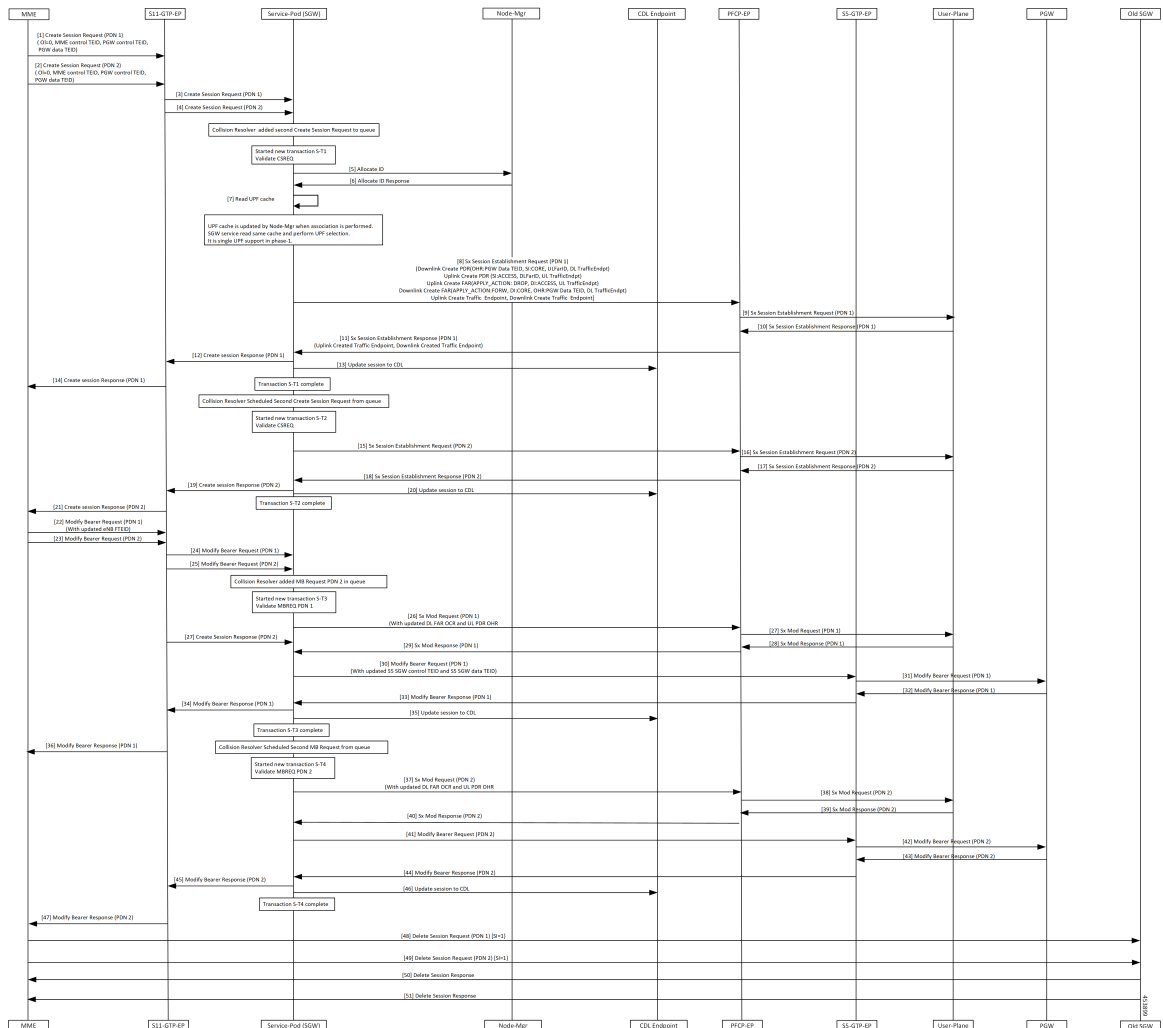 MME
S11-GTP-EP
Service-Pod (SGW)
Node-Mgr
CDL Endpoint
PFCP-EP
S5-GTP-EP
User-Plane
PGW
Old SGW
[1] Create Session Request (PDN 1)
( OI=0, MME control TEID, PGW control TEID,
PGW data TEID)
[2] Create Session Request (PDN 2)
( OI=0, MME control TEID, PGW control TEID,
PGW data TEID)
[3] Create Session Request (PDN 1)
[4] Create Session Request (PDN 2)
Collision Resolver added second Create Session Request to queue
Started new transaction S-T1
Validate CSREQ
[5] Allocate ID
[6] Allocate ID Response
[7] Read UPF cache
UPF cache is updated by Node-Mgr when association is performed.
SGW service read same cache and perform UPF selection.
It is single UPF support in phase-1.
[8] Sx Session Establishment Request (PDN 1)
(Downlink Create PDR(OHR:PGW Data TEID, SI:CORE, ULFarID, DL TrafficEndpt)
Uplink Create PDR (SI:ACCESS, DLFarID, UL TrafficEndpt)
Uplink Create FAR(APPLY_ACTION: DROP, DI:ACCESS, UL TrafficEndpt)
Downlink Create FAR(APPLY_ACTION:FORW, DI:CORE, OHR:PGW Data TEID, DL TrafficEndpt)
Uplink Create Traffic Endpoint, Downlink Create Traffic Endpoint]
[9] Sx Session Establishment Request (PDN 1)
[10] Sx Session Establishment Response (PDN 1)
[11] Sx Session Establishment Response (PDN 1)
(Uplink Created Traffic Endpoint, Downlink Created Traffic Endpoint)
[12] Create session Response (PDN 1)
[13] Update session to CDL
Transaction S-T1 complete
[14] Create session Response (PDN 1)
Collision Resolver Scheduled Second Create Session Request from queue
Started new transaction S-T2
Validate CSREQ
[15] Sx Session Establishment Request (PDN 2)
[16] Sx Session Establishment Request (PDN 2)
[17] Sx Session Establishment Response (PDN 2)
[18] Sx Session Establishment Response (PDN 2)
[19] Create session Response (PDN 2)
[20] Update session to CDL
Transaction S-T2 complete
[21] Create session Response (PDN 2)
[22] Modify Bearer Request (PDN 1)
(With updated eNB FTEID)
[23] Modify Bearer Request (PDN 2)
[24] Modify Bearer Request (PDN 1)
[25] Modify Bearer Request (PDN 2)
Collision Resolver added MB Request PDN 2 in queue
Started new transaction S-T3
Validate MBREQ PDN 1
[26] Sx Mod Request (PDN 1)
(With updated DL FAR OCR and UL PDR OHR
[27] Sx Mod Request (PDN 1)
[27] Create Session Response (PDN 2)
[28] Sx Mod Response (PDN 1)
[29] Sx Mod Response (PDN 1)
[30] Modify Bearer Request (PDN 1)
(With updated S5 SGW control TEID and S5 SGW data TEID)
[31] Modify Bearer Request (PDN 1)
[32] Modify Bearer Response (PDN 1)
[33] Modify Bearer Response (PDN 1)
[34] Modify Bearer Response (PDN 1)
[35] Update session to CDL
Transaction S-T3 complete
[36] Modify Bearer Response (PDN 1)
Collision Resolver Scheduled Second MB Request from queue
Started new transaction S-T4
Validate MBREQ PDN 2
[37] Sx Mod Request (PDN 2)
(With updated DL FAR OCR and UL PDR OHR
[38] Sx Mod Request (PDN 2)
[39] Sx Mod Response (PDN 2)
[40] Sx Mod Response (PDN 2)
[41] Modify Bearer Request (PDN 2)
[42] Modify Bearer Request (PDN 2)
[43] Modify Bearer Response (PDN 2)
[44] Modify Bearer Response (PDN 2)
[45] Modify Bearer Response (PDN 2)
[46] Update session to CDL
Transaction S-T4 complete
[47] Modify Bearer Response (PDN 2)
[48] Delete Session Request (PDN 1) [SI=1]
[49] Delete Session Request (PDN 2) [SI=1]
[50] Delete Session Response
[51] Delete Session Response
453899
MME
S11-GTP-EP
Service-Pod (SGW)
Node-Mgr
CDL Endpoint
PFCP-EP
S5-GTP-EP
User-Plane
PGW
Old SGW